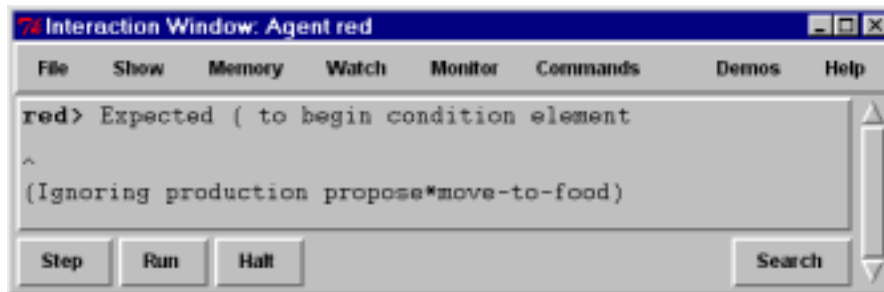 Interaction Window: Agent red
File Show Memory Watch Monitor Commands Demos Help
red> Expected ( to begin condition element
^
(Ignoring production propose*move-to-food)
Step Run Halt Search